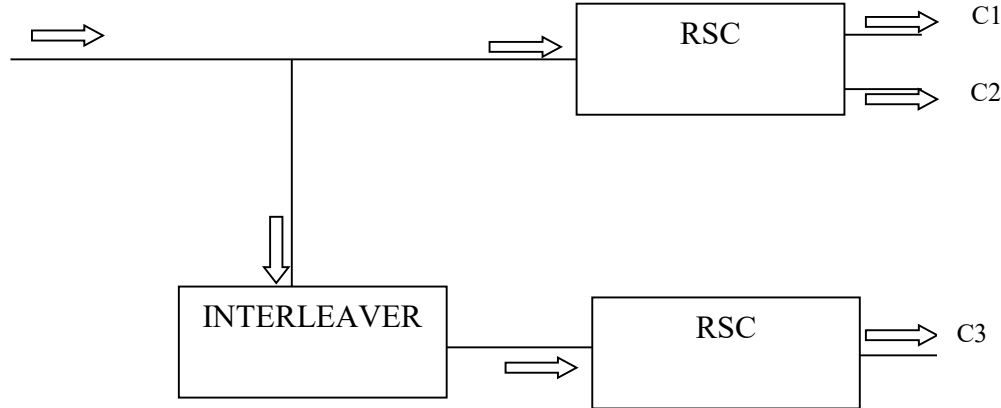 C1
RSC
C2
INTERLEAVER
RSC
C3